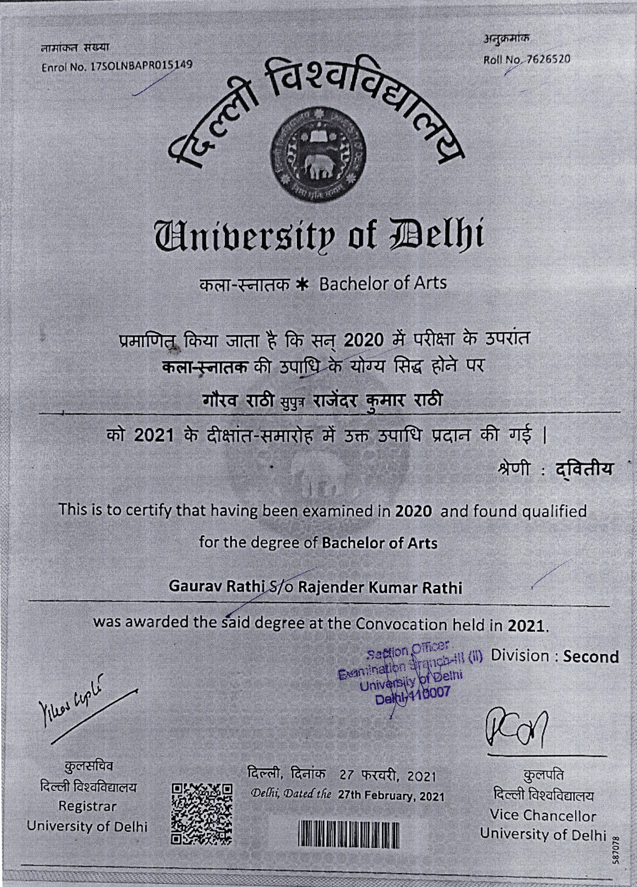 नामांकन संख्या
Enrol No. 17SOLNBAPR015149
अनुक्रमांक
Roll No. 7626520
दिल्ली विश्वविद्यालय
University of Delhi
कला-स्नातक ✱ Bachelor of Arts
प्रमाणित किया जाता है कि सन् 2020 में परीक्षा के उपरांत
कला-स्नातक की उपाधि के योग्य सिद्ध होने पर
गौरव राठी सुपुत्र राजेंदर कुमार राठी
को 2021 के दीक्षांत-समारोह में उक्त उपाधि प्रदान की गई |
श्रेणी : द्वितीय
This is to certify that having been examined in 2020 and found qualified
for the degree of Bachelor of Arts
Gaurav Rathi S/o Rajender Kumar Rathi
was awarded the said degree at the Convocation held in 2021.
Section Officer
Examination Branch-III (ii)
University of Delhi
Delhi-110007
Division : Second
कुलसचिव
दिल्ली विश्वविद्यालय
Registrar
University of Delhi
दिल्ली, दिनांक 27 फरवरी, 2021
Delhi, Dated the 27th February, 2021
कुलपति
दिल्ली विश्वविद्यालय
Vice Chancellor
University of Delhi
587078